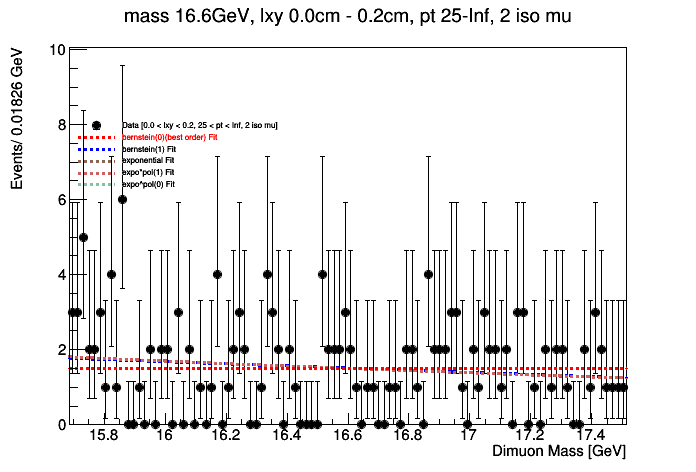 mass 16.6GeV, lxy 0.0cm - 0.2cm, pt 25-Inf, 2 iso mu
Events/ 0.01826 GeV
10
8
6
4
2
0
Data [0.0 < lxy < 0.2, 25 < pt < Inf, 2 iso mu]
bernstein(0)(best order) Fit
bernstein(1) Fit
exponential Fit
expo*pol(1) Fit
expo^pol(0) Fit
15.8 16 16.2 16.4 16.6 16.8 17 17.2 17.4
Dimuon Mass [GeV]